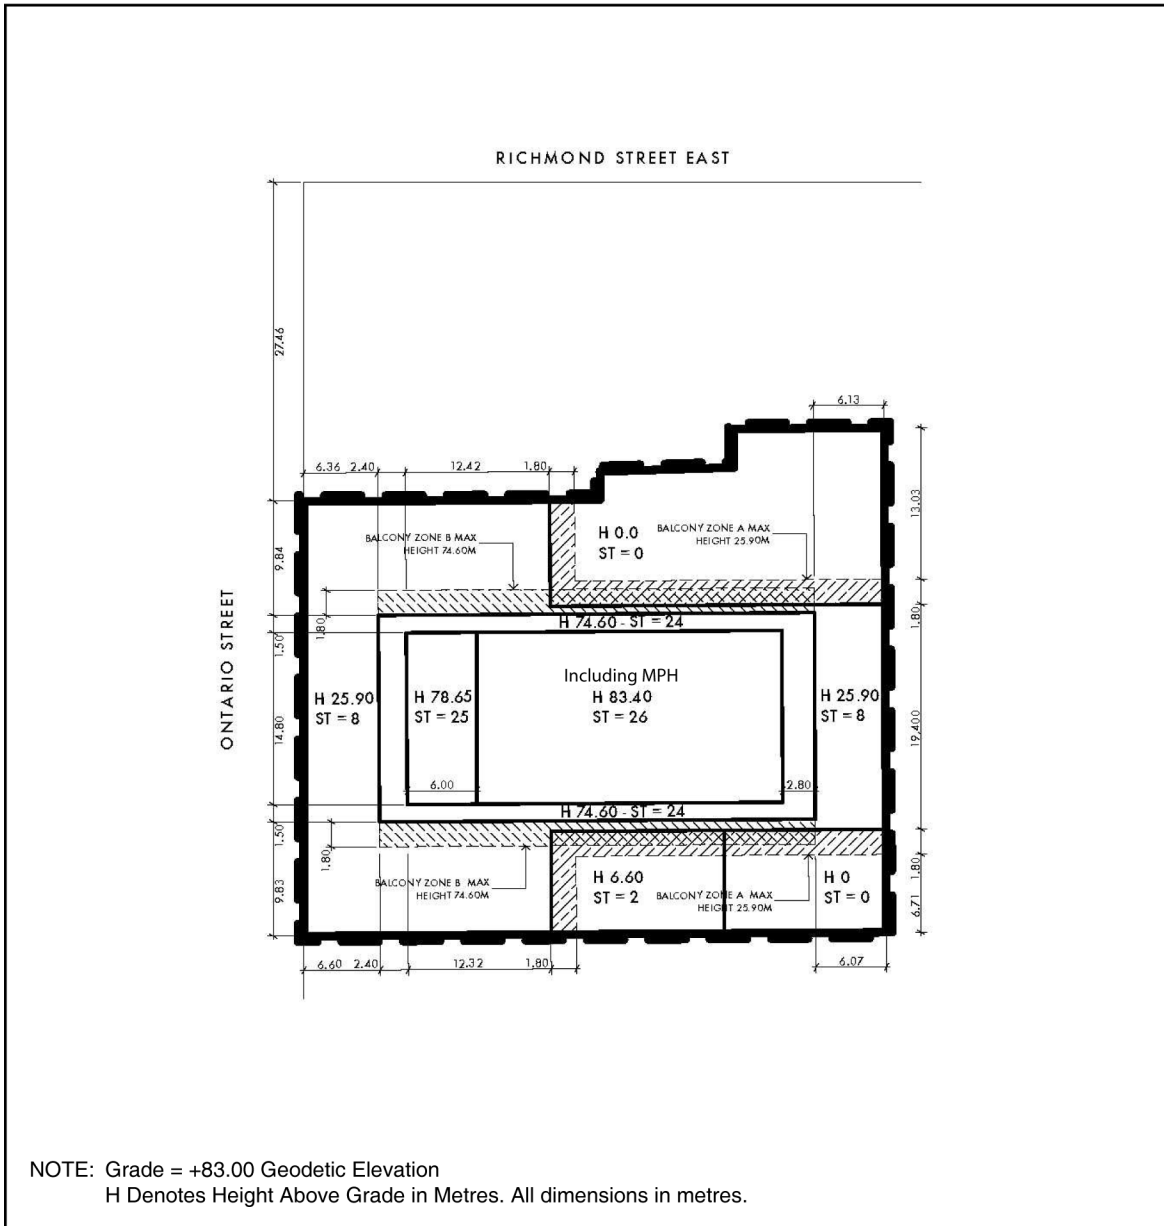 RICHMOND STREET EAST
27.46
6.13
6.36 2.40 12.42 1.80
13.03
BALCONY ZONE B MAX
HEIGHT 74.60M
H 0.0
ST = 0
BALCONY ZONE A MAX
HEIGHT 25.90M
9.84
1.80
1.80
H 74.60 - ST = 24
1.50
ONTARIO STREET
Including MPH
H 83.40
ST = 26
H 25.90
ST = 8
H 78.65
ST = 25
H 25.90
ST = 8
14.80
19.400
6.00
2.80
H 74.60 - ST = 24
1.50
1.80
1.80
BALCONY ZONE B MAX
HEIGHT 74.60M
H 6.60
ST = 2
BALCONY ZONE A MAX
HEIGHT 25.90M
H 0
ST = 0
9.83
6.71
6.60 2.40 12.32 1.80
6.07
NOTE: Grade = +83.00 Geodetic Elevation
H Denotes Height Above Grade in Metres. All dimensions in metres.